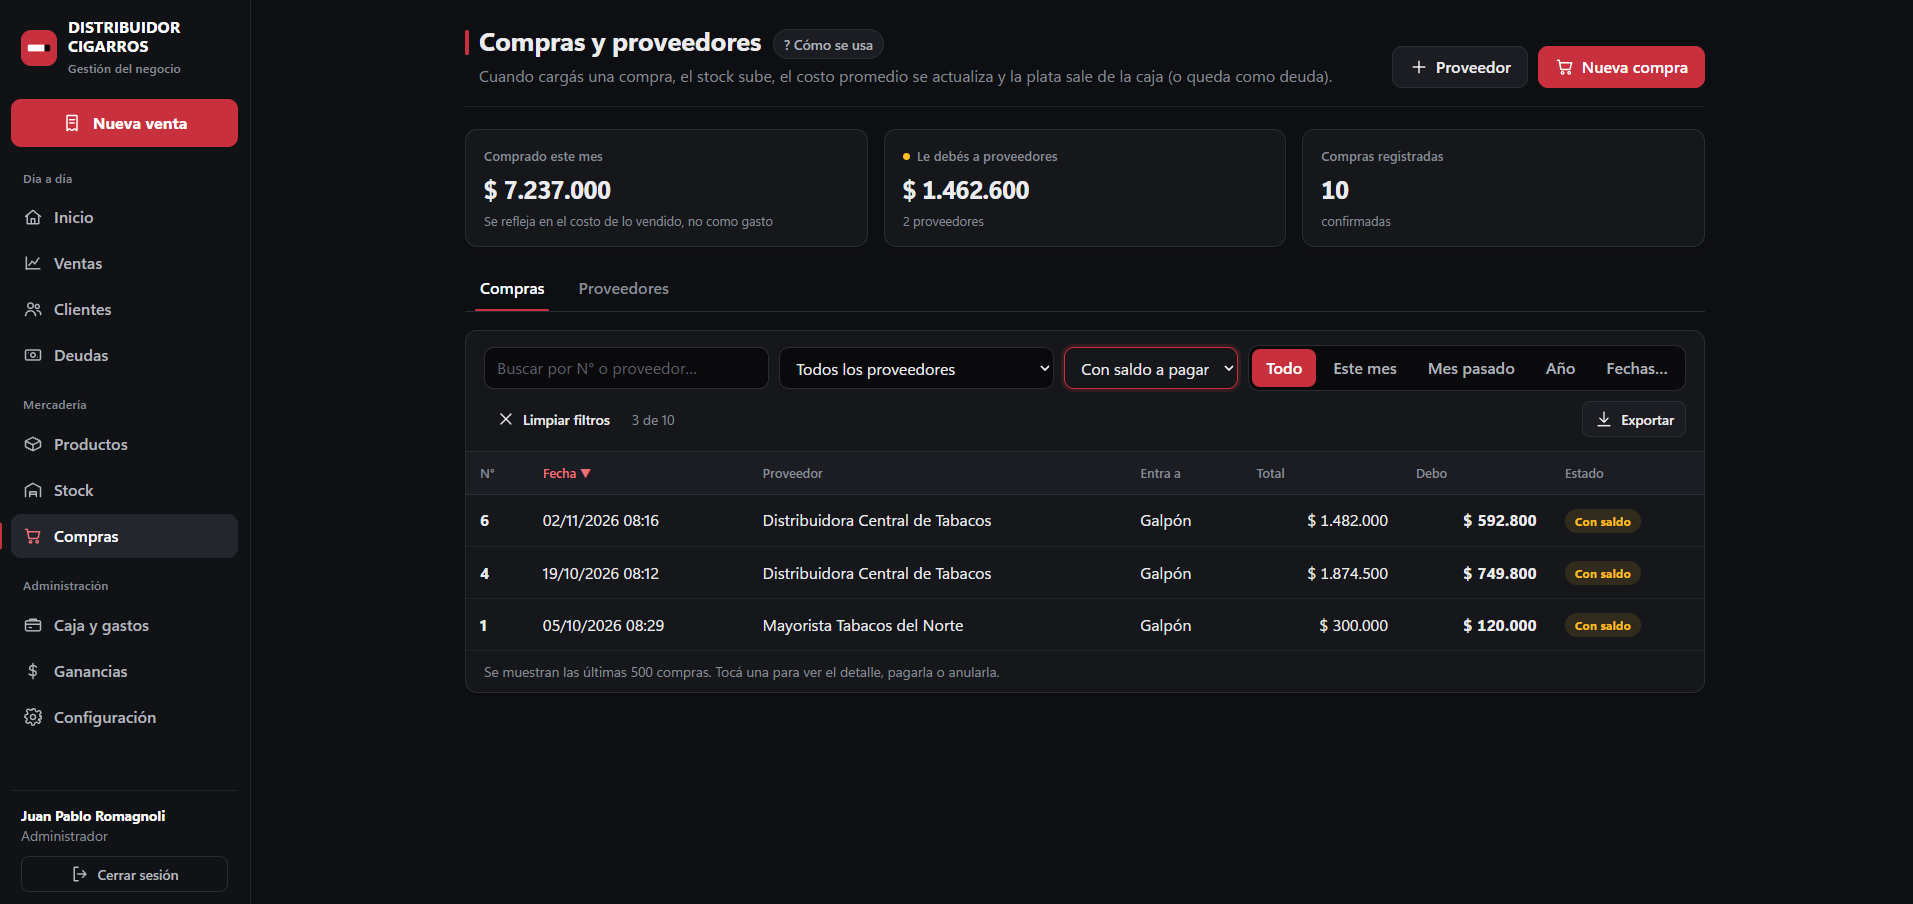 DISTRIBUIDOR
CIGARROS
Gestión del negocio
Nueva venta
Día a día
Inicio
Ventas
Clientes
Deudas
Mercadería
Productos
Stock
Compras
Administración
Caja y gastos
Ganancias
Configuración
Juan Pablo Romagnoli
Administrador
Cerrar sesión
Compras y proveedores ? Cómo se usa
Cuando cargás una compra, el stock sube, el costo promedio se actualiza y la plata sale de la caja (o queda como deuda).
Proveedor Nueva compra
Comprado este mes
$ 7.237.000
Se refleja en el costo de lo vendido, no como gasto
Le debés a proveedores
$ 1.462.600
2 proveedores
Compras registradas
10
confirmadas
Compras Proveedores
Buscar por N° o proveedor... Todos los proveedores Con saldo a pagar Todo Este mes Mes pasado Año Fechas...
Limpiar filtros 3 de 10 Exportar
N° Fecha ▼ Proveedor Entra a Total Debo Estado
6 02/11/2026 08:16 Distribuidora Central de Tabacos Galpón $ 1.482.000 $ 592.800 Con saldo
4 19/10/2026 08:12 Distribuidora Central de Tabacos Galpón $ 1.874.500 $ 749.800 Con saldo
1 05/10/2026 08:29 Mayorista Tabacos del Norte Galpón $ 300.000 $ 120.000 Con saldo
Se muestran las últimas 500 compras. Tocá una para ver el detalle, pagarla o anularla.